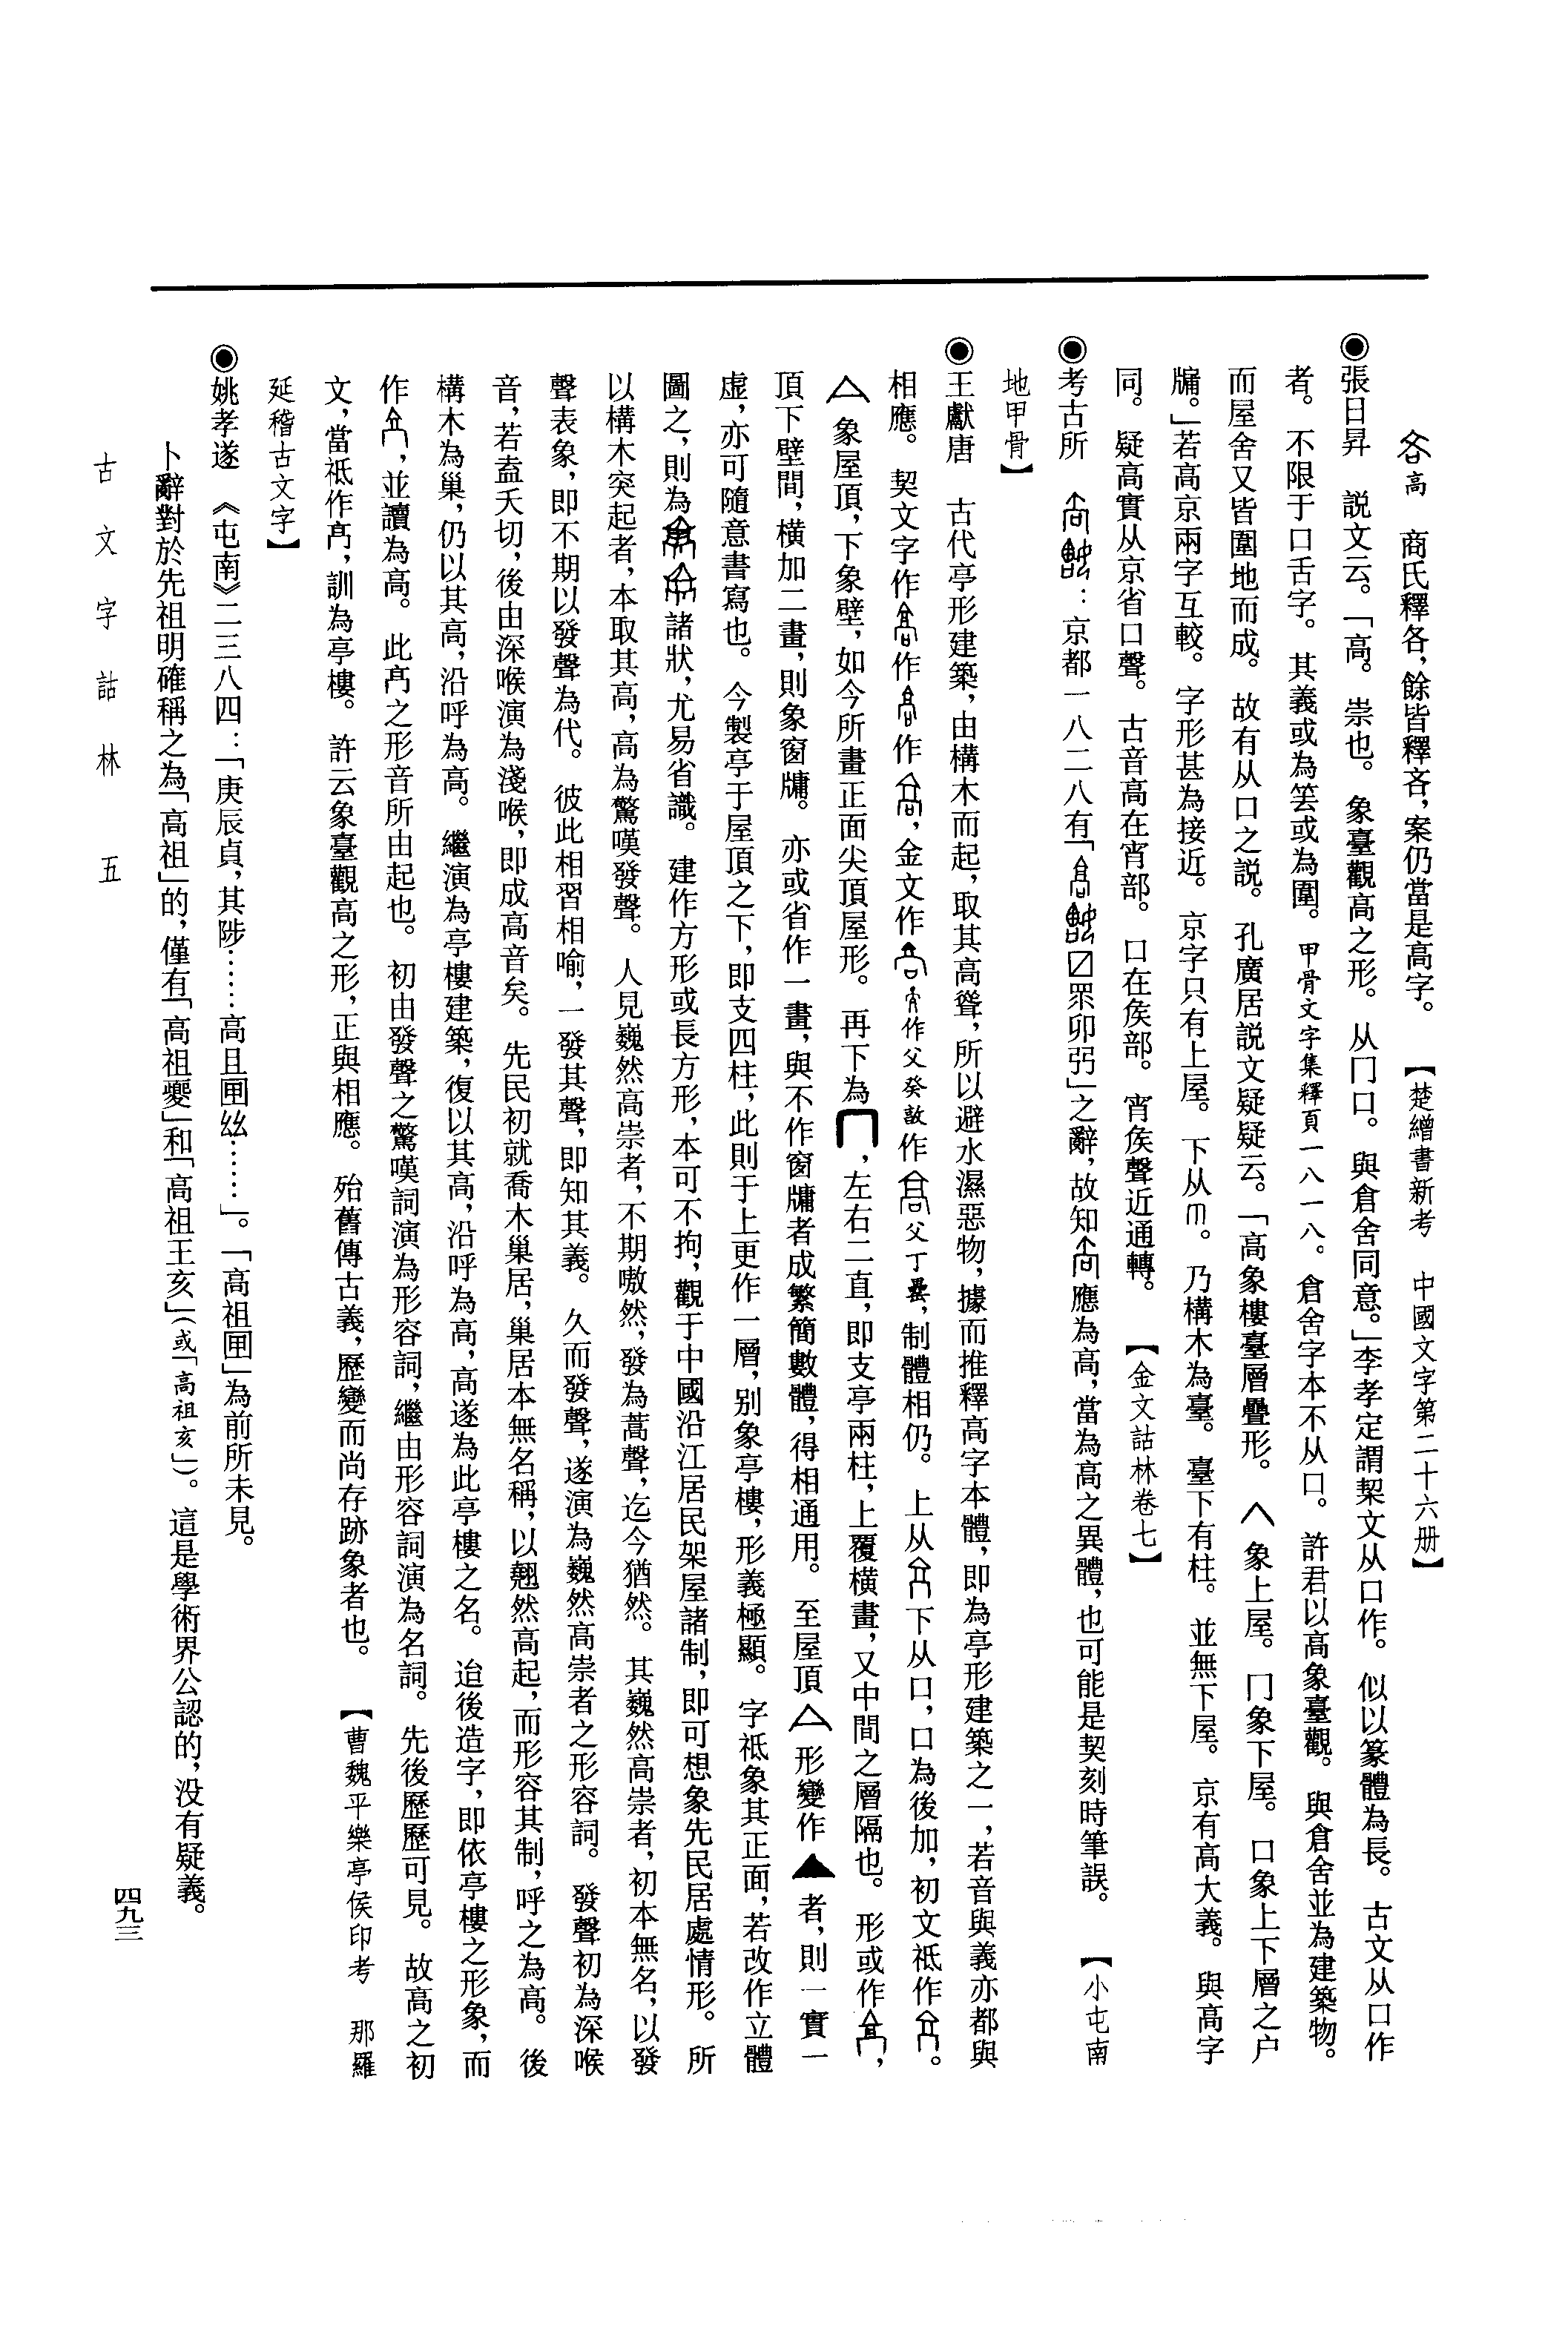 高　商氏釋各，餘皆釋吝，案仍當是高字。　【楚繒書新考　中國文字第二十六册】
◉張日昇　説文云。「高。崇也。象臺觀高之形。从冂口。與倉舍同意。」李孝定謂栔文从口作。似以篆體為長。古文从口作
者。不限于口舌字。其義或為笑或為圍。甲骨文字集釋頁一八一八。倉舍字本不从口。許君以高象臺觀。與倉舍並為建築物。
而屋舍又皆圍地而成。故有从口之説。孔廣居説文疑疑云。「高象樓臺層疊形。象上屋。冂象下屋。口象上下層之户
牖。」若高京兩字互較。字形甚為接近。京字只有上屋。下从。乃構木為臺。臺下有柱。並無下屋。京有高大義。與高字
同。疑高實从京省口聲。古音高在宵部。口在矦部。宵矦聲近通轉。　【金文詁林卷七】
◉考古所　：京都一八二八有「眔卯弜」之辭，故知應為高，當為高之異體，也可能是契刻時筆誤。　【小屯南
地甲骨】
◉王獻唐　古代亭形建築，由構木而起，取其高聳，所以避水濕惡物，據而推釋高字本體，即為亭形建築之一，若音與義亦都與
相應。契文字作作作，金文作作父癸𣪘作父丁罍，制體相仍。上从下从口，口為後加，初文祇作。
象屋頂，下象壁，如今所畫正面尖頂屋形。再下為，左右二直，即支亭兩柱，上覆横畫，又中間之層隔也。形或作，
頂下壁間，横加二畫，則象窗牖。亦或省作一畫，與不作窗牖者成繁簡數體，得相通用。至屋頂形變作者，則一實一
虚，亦可隨意書寫也。今製亭于屋頂之下，即支四柱，此則于上更作一層，别象亭樓，形義極顯。字祇象其正面，若改作立體
圖之，則為諸狀，尤易省識。建作方形或長方形，本可不拘，觀于中國沿江居民架屋諸制，即可想象先民居處情形。所
以構木突起者，本取其高，高為驚嘆發聲。人見巍然高崇者，不期嗷然，發為蒿聲，迄今猶然。其巍然高崇者，初本無名，以發
聲表象，即不期以發聲為代。彼此相習相喻，一發其聲，即知其義。久而發聲，遂演為巍然高崇者之形容詞。發聲初為深喉
音，若盍夭切，後由深喉演為淺喉，即成高音矣。先民初就喬木巢居，巢居本無名稱，以翹然高起，而形容其制，呼之為高。後
構木為巢，仍以其高，沿呼為高。繼演為亭樓建築，復以其高，沿呼為高，高遂為此亭樓之名。迨後造字，即依亭樓之形象，而
作，並讀為高。此髙之形音所由起也。初由發聲之驚嘆詞演為形容詞，繼由形容詞演為名詞。先後歷歷可見。故高之初
文，當祇作，訓為亭樓。許云象臺觀高之形，正與相應。殆舊傳古義，歷變而尚存跡象者也。　【曹魏平樂亭侯印考　那羅
延稽古文字】
◉姚孝遂　《屯南》二三八四：「庚辰貞，其陟……高且匣𢆶……」。「高祖匣」為前所未見。
卜辭對於先祖明確稱之為「高祖」的，僅有「高祖夒」和「高祖王亥」（或「高祖亥」）。這是學術界公認的，没有疑義。
古文字詁林　五
四九三